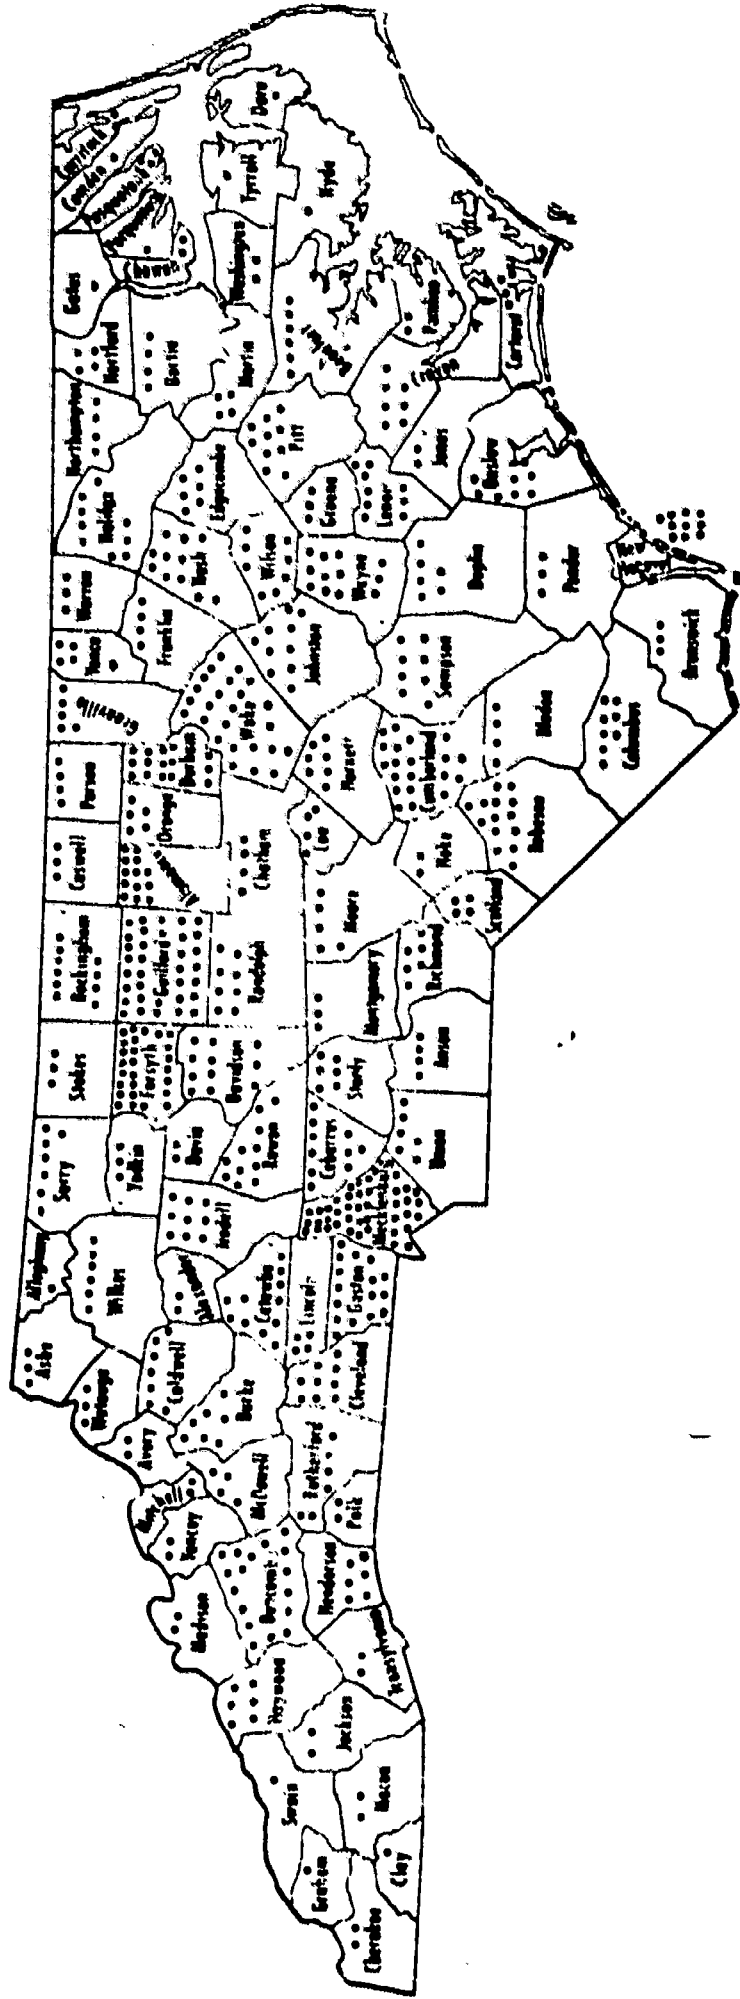 Cherokee
Graham
Clay
Swain
Macon
Jackson
Haywood
Transylvania
Madison
Buncombe
Henderson
Yancey
Mitchell
McDowell
Polk
Rutherford
Avery
Burke
Cleveland
Watauga
Caldwell
Ashe
Alleghany
Wilkes
Alexander
Catawba
Lincoln
Gaston
Surry
Yadkin
Iredell
Mecklenburg
Davie
Rowan
Cabarrus
Union
Stokes
Forsyth
Davidson
Stanly
Anson
Rockingham
Guilford
Randolph
Montgomery
Richmond
Caswell
Alamance
Chatham
Moore
Scotland
Hoke
Lee
Person
Orange
Durham
Robeson
Granville
Wake
Harnett
Cumberland
Bladen
Columbus
Vance
Franklin
Johnston
Sampson
Brunswick
Warren
Nash
Wilson
Wayne
Duplin
Pender
Halifax
Edgecombe
Greene
Lenoir
Northampton
Pitt
Jones
Onslow
Hertford
Bertie
Martin
Craven
Carteret
Gates
Chowan
Washington
Pamlico
Perquimans
Pasquotank
Camden
Currituck
Tyrrell
Hyde
Dare